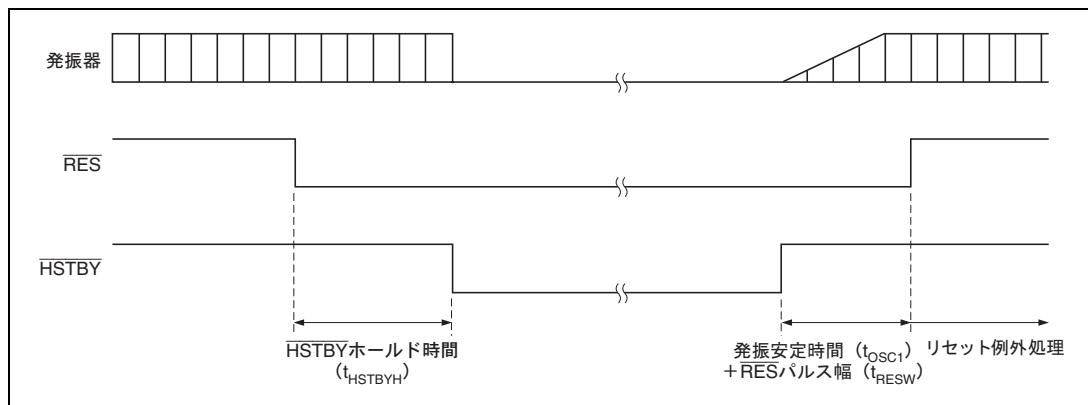 発振器
RES
HSTBY
HSTBYホールド時間
(tHSTBYH)
発振安定時間（tOSC1）
＋RESパルス幅（tRESW）
リセット例外処理